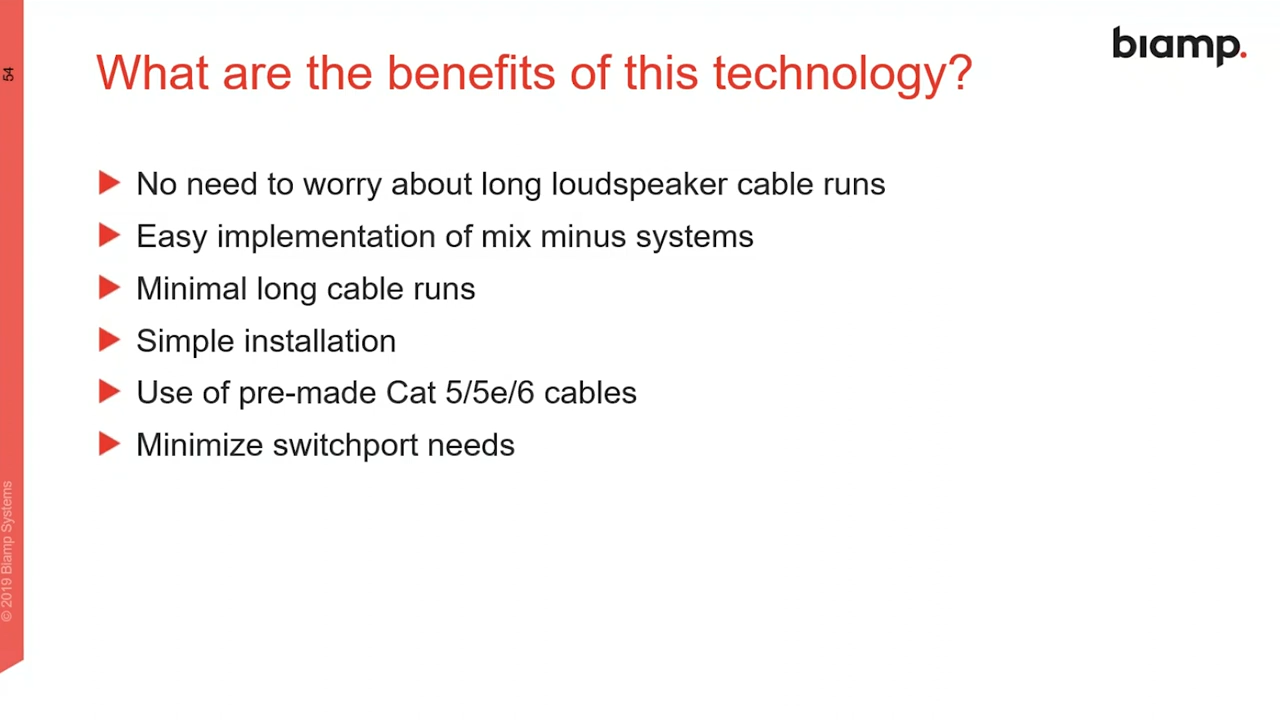 54
What are the benefits of this technology?
biamp.
No need to worry about long loudspeaker cable runs
Easy implementation of mix minus systems
Minimal long cable runs
Simple installation
Use of pre-made Cat 5/5e/6 cables
Minimize switchport needs
© 2019 Biamp Systems